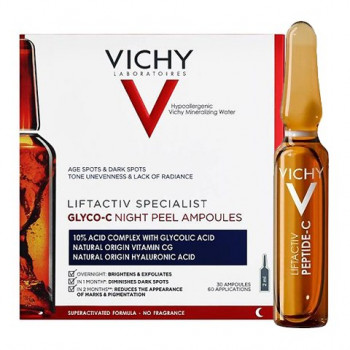 VICHY
LABORATOIRES
Hypoallergenic
Vichy Mineralizing Water
AGE SPOTS & DARK SPOTS
TONE UNEVENNESS & LACK OF RADIANCE
LIFTACTIV SPECIALIST
GLYCO-C NIGHT PEEL AMPOULES
10% ACID COMPLEX WITH GLYCOLIC ACID
NATURAL ORIGIN VITAMIN CG
NATURAL ORIGIN HYALURONIC ACID
OVERNIGHT: BRIGHTENS & EXFOLIATES
IN 1 MONTH*: DIMINISHES DARK SPOTS
IN 2 MONTHS**: REDUCES THE APPEARANCE
OF MARKS & PIGMENTATION
30 AMPOULES
60 APPLICATIONS
SUPERACTIVATED FORMULA - NO FRAGRANCE
VICHY
LIFTACTIV
PEPTIDE-C